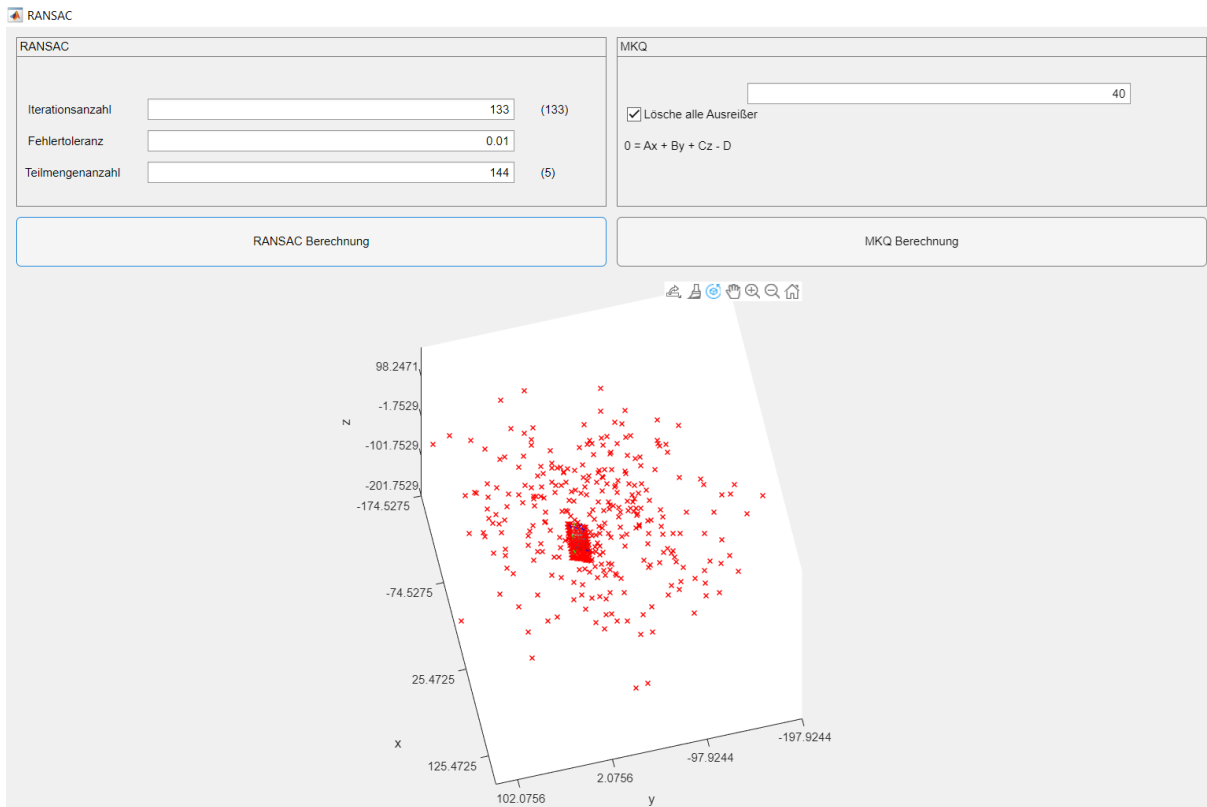 RANSAC
RANSAC
Iterationsanzahl 133 (133)
Fehlertoleranz 0.01
Teilmengenanzahl 144 (5)
RANSAC Berechnung
MKQ
40
Lösche alle Ausreißer
0 = Ax + By + Cz - D
MKQ Berechnung
98.2471
-1.7529
z
-101.7529
-201.7529
-174.5275
-74.5275
25.4725
x
125.4725
102.0756
2.0756
-97.9244
-197.9244
y